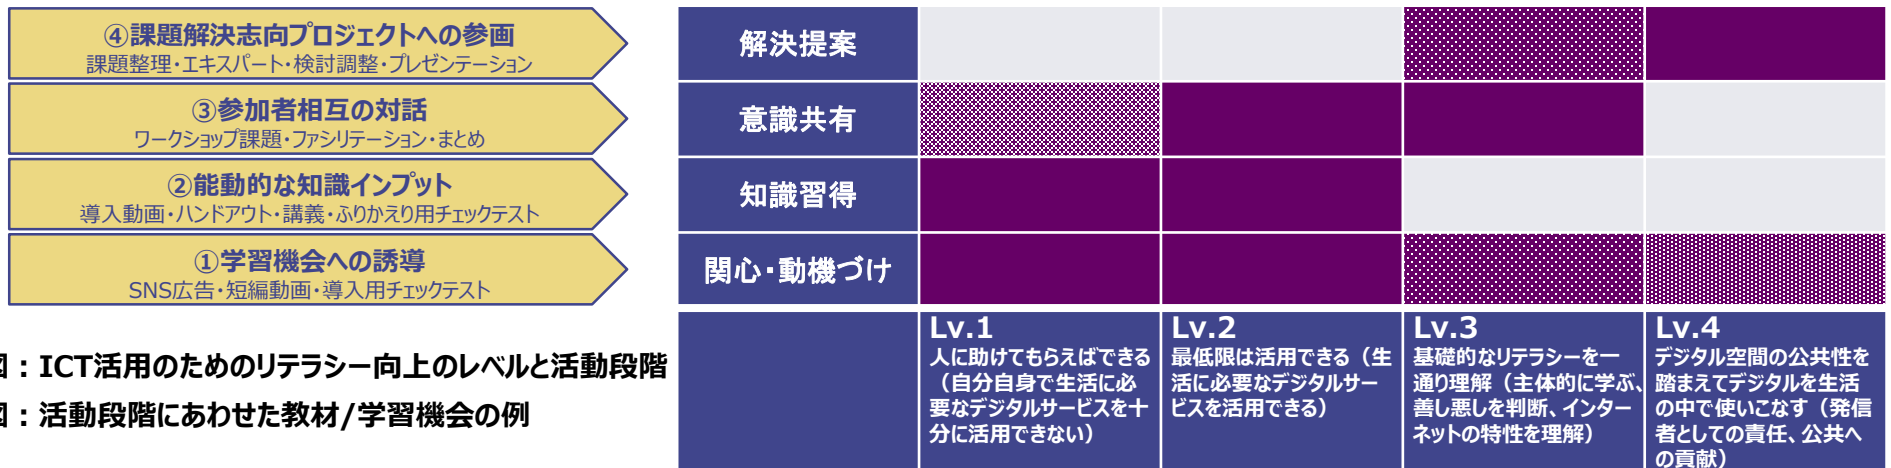 ④課題解決志向プロジェクトへの参画
課題整理・エキスパート・検討調整・プレゼンテーション
③参加者相互の対話
ワークショップ課題・ファシリテーション・まとめ
②能動的な知識インプット
導入動画・ハンドアウト・講義・ふりかえり用チェックテスト
①学習機会への誘導
SNS広告・短編動画・導入用チェックテスト
図：ICT活用のためのリテラシー向上のレベルと活動段階
図：活動段階にあわせた教材/学習機会の例
解決提案
意識共有
知識習得
関心・動機づけ
Lv.1
人に助けてもらえばできる
（自分自身で生活に必
要なデジタルサービスを十
分に活用できない）
Lv.2
最低限は活用できる（生
活に必要なデジタルサー
ビスを活用できる）
Lv.3
基礎的なリテラシーを一
通り理解（主体的に学ぶ、
善し悪しを判断、インター
ネットの特性を理解）
Lv.4
デジタル空間の公共性を
踏まえてデジタルを生活
の中で使いこなす（発信
者としての責任、公共へ
の貢献）